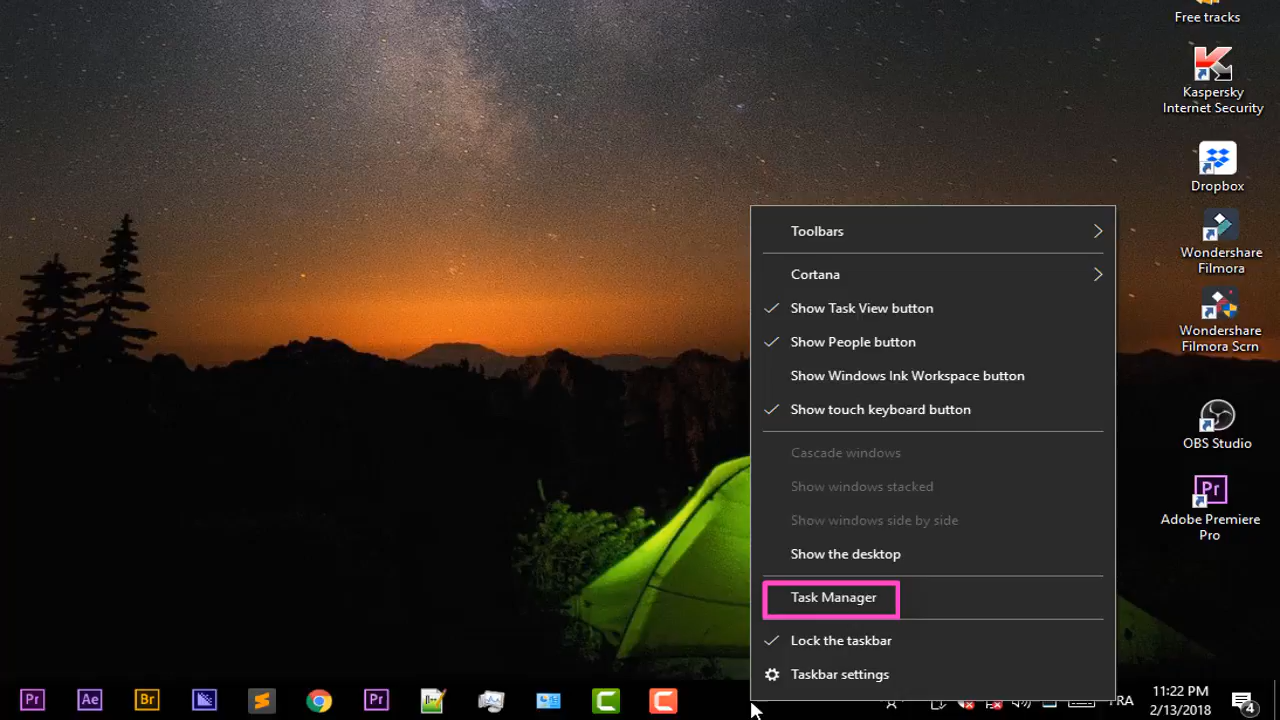 Free tracks
Kaspersky
Internet Security
Dropbox
Wondershare
Filmora
Wondershare
Filmora Scrn
OBS Studio
Pr
Adobe Premiere
Pro
Toolbars
Cortana
Show Task View button
Show People button
Show Windows Ink Workspace button
Show touch keyboard button
Cascade windows
Show windows stacked
Show windows side by side
Show the desktop
Task Manager
Lock the taskbar
Taskbar settings
Pr
Ae
Br
Pr
C
C
FRA
11:22 PM
2/13/2018
4